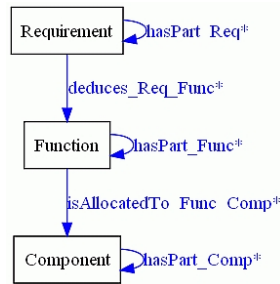 Requirement
hasPart_Req*
deduces_Req_Func*
Function
hasPart_Func*
isAllocatedTo_Func_Comp*
Component
hasPart_Comp*